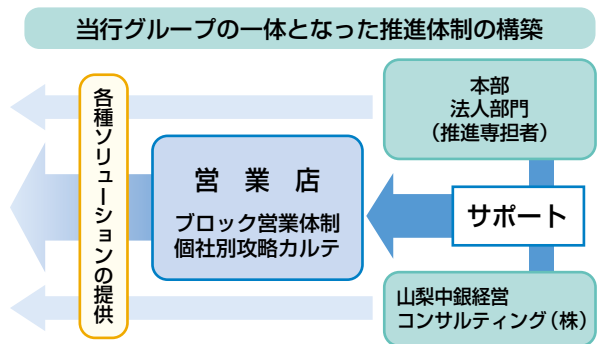 当行グループの一体となった推進体制の構築
各種ソリューションの提供
営業店
ブロック営業体制
個社別攻略カルテ
本部
法人部門
（推進専担者）
サポート
山梨中銀経営
コンサルティング（株）